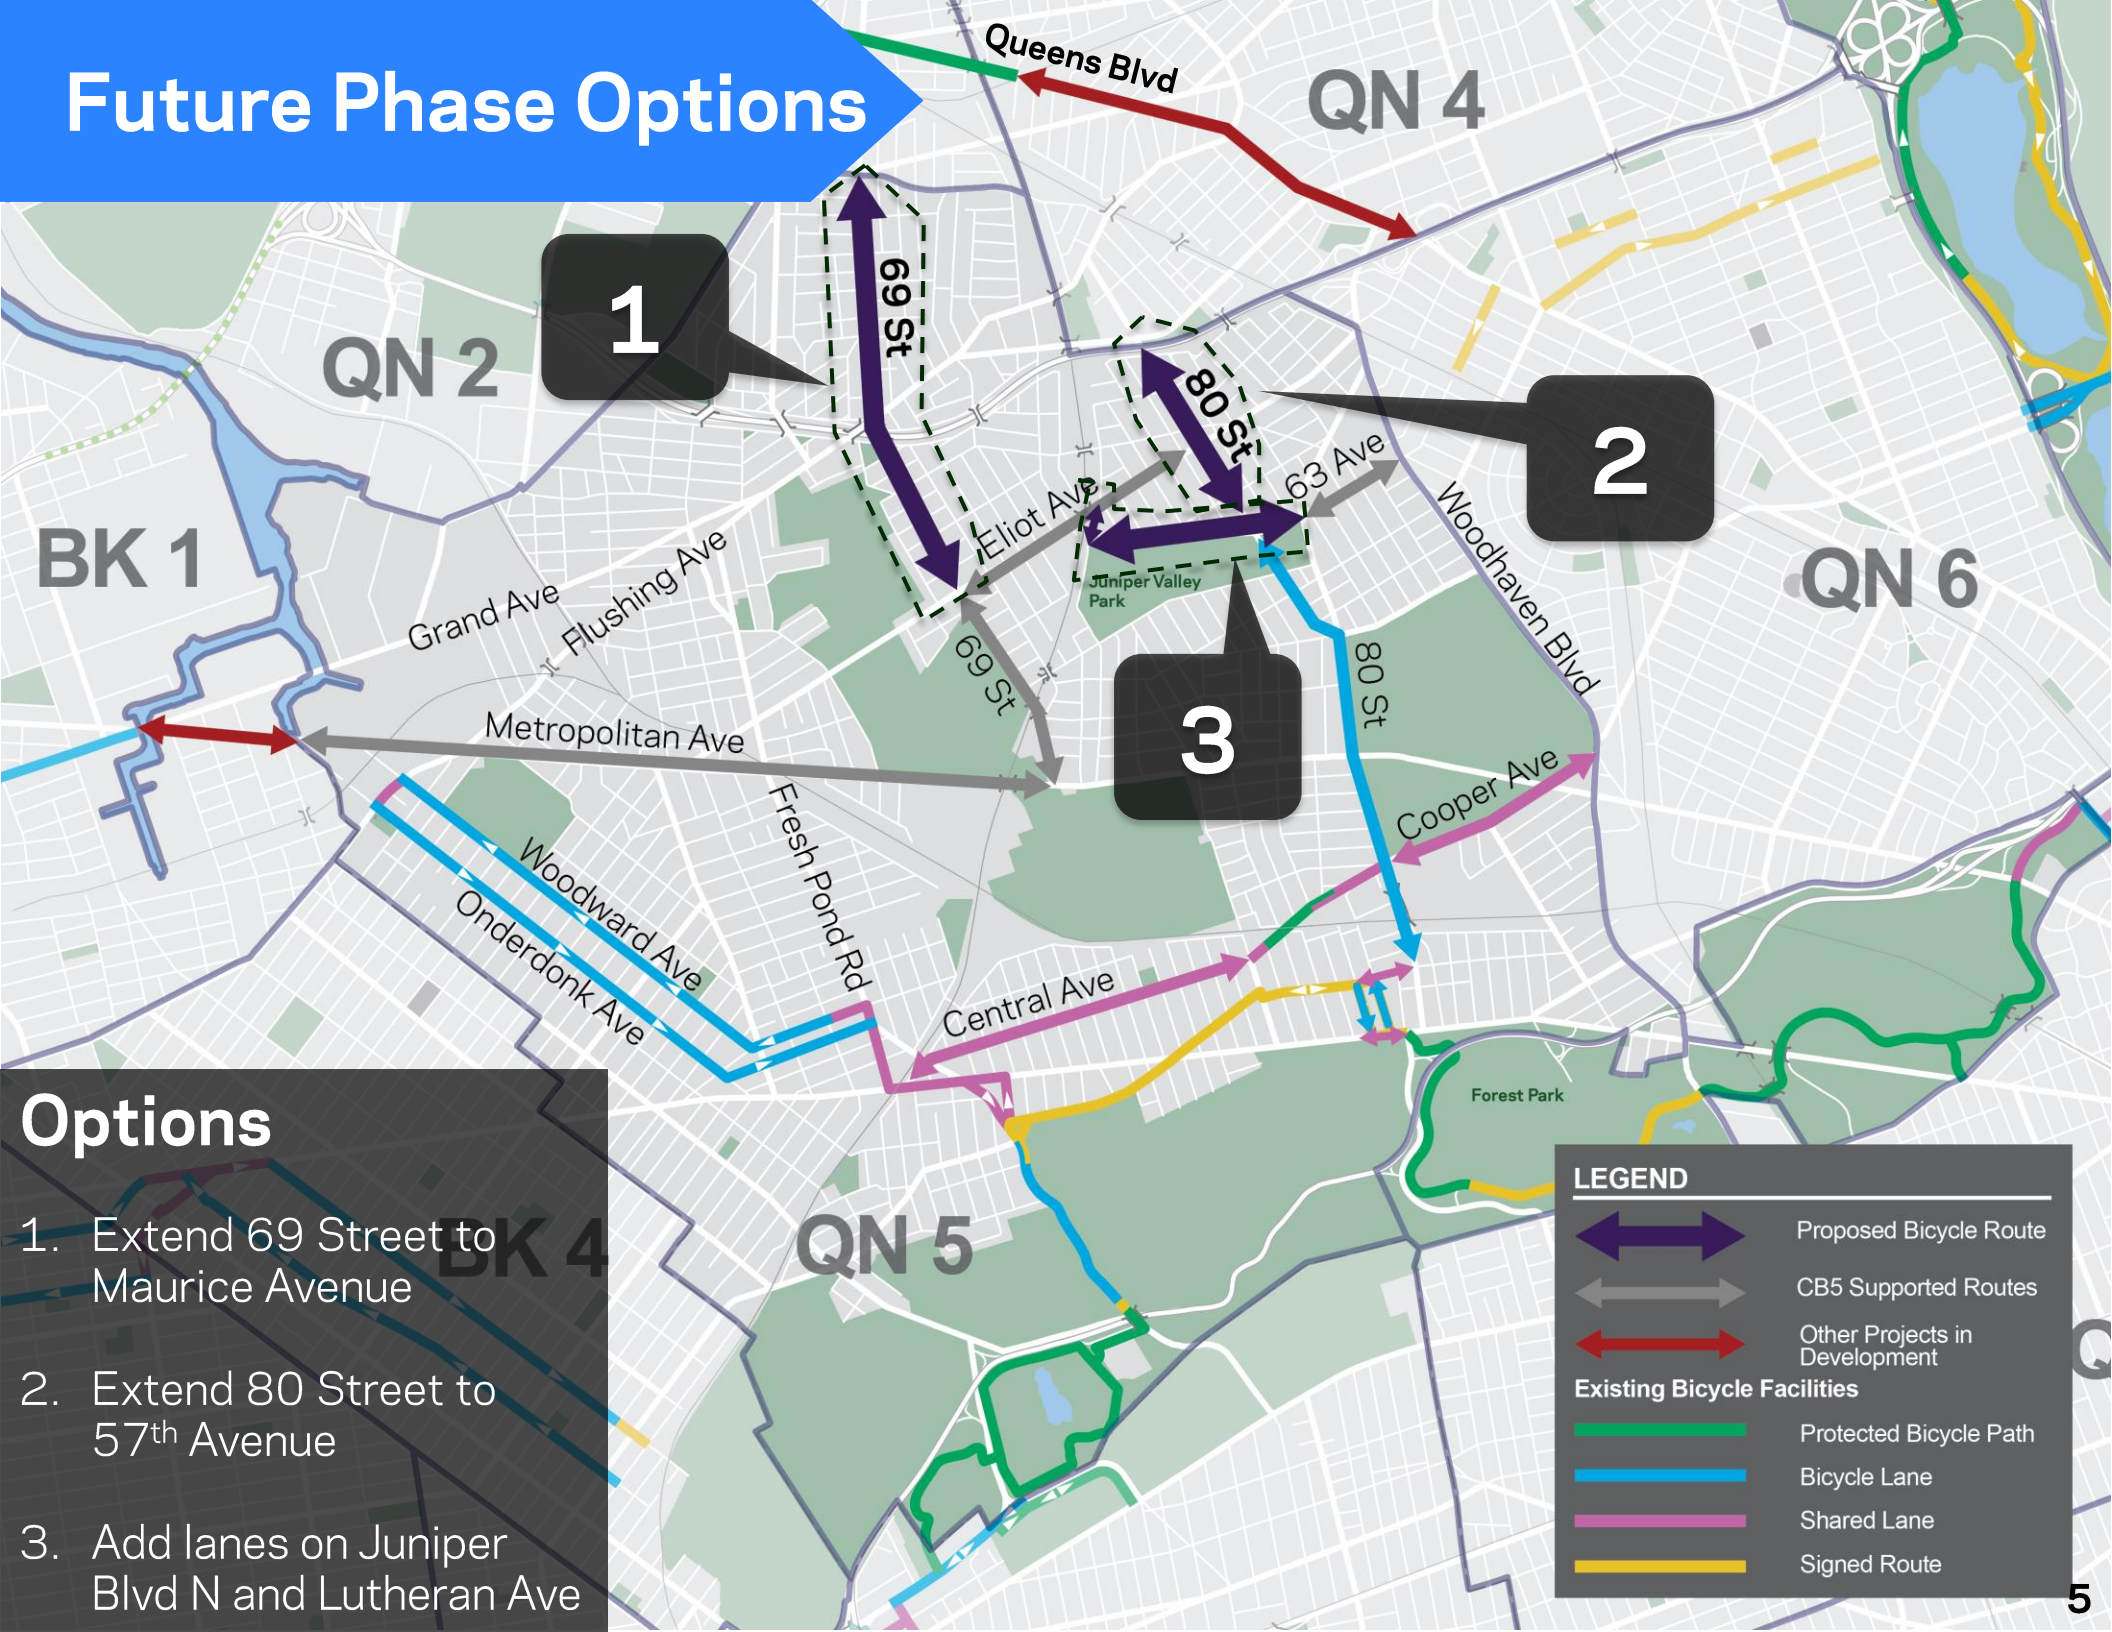 Future Phase Options
Queens Blvd
QN 4
69 St
1
QN 2
80 St
2
63 Ave
Eliot Ave
Woodhaven Blvd
BK 1
QN 6
Grand Ave
Flushing Ave
Juniper Valley
Park
69 St
80 St
3
Metropolitan Ave
Cooper Ave
Fresh Pond Rd
Woodward Ave
Onderdonk Ave
Central Ave
Forest Park
QN 5
BK 4
Options
1. Extend 69 Street to
Maurice Avenue
2. Extend 80 Street to
57th Avenue
3. Add lanes on Juniper
Blvd N and Lutheran Ave
LEGEND
Proposed Bicycle Route
CB5 Supported Routes
Other Projects in
Development
Existing Bicycle Facilities
Protected Bicycle Path
Bicycle Lane
Shared Lane
Signed Route
Q
5